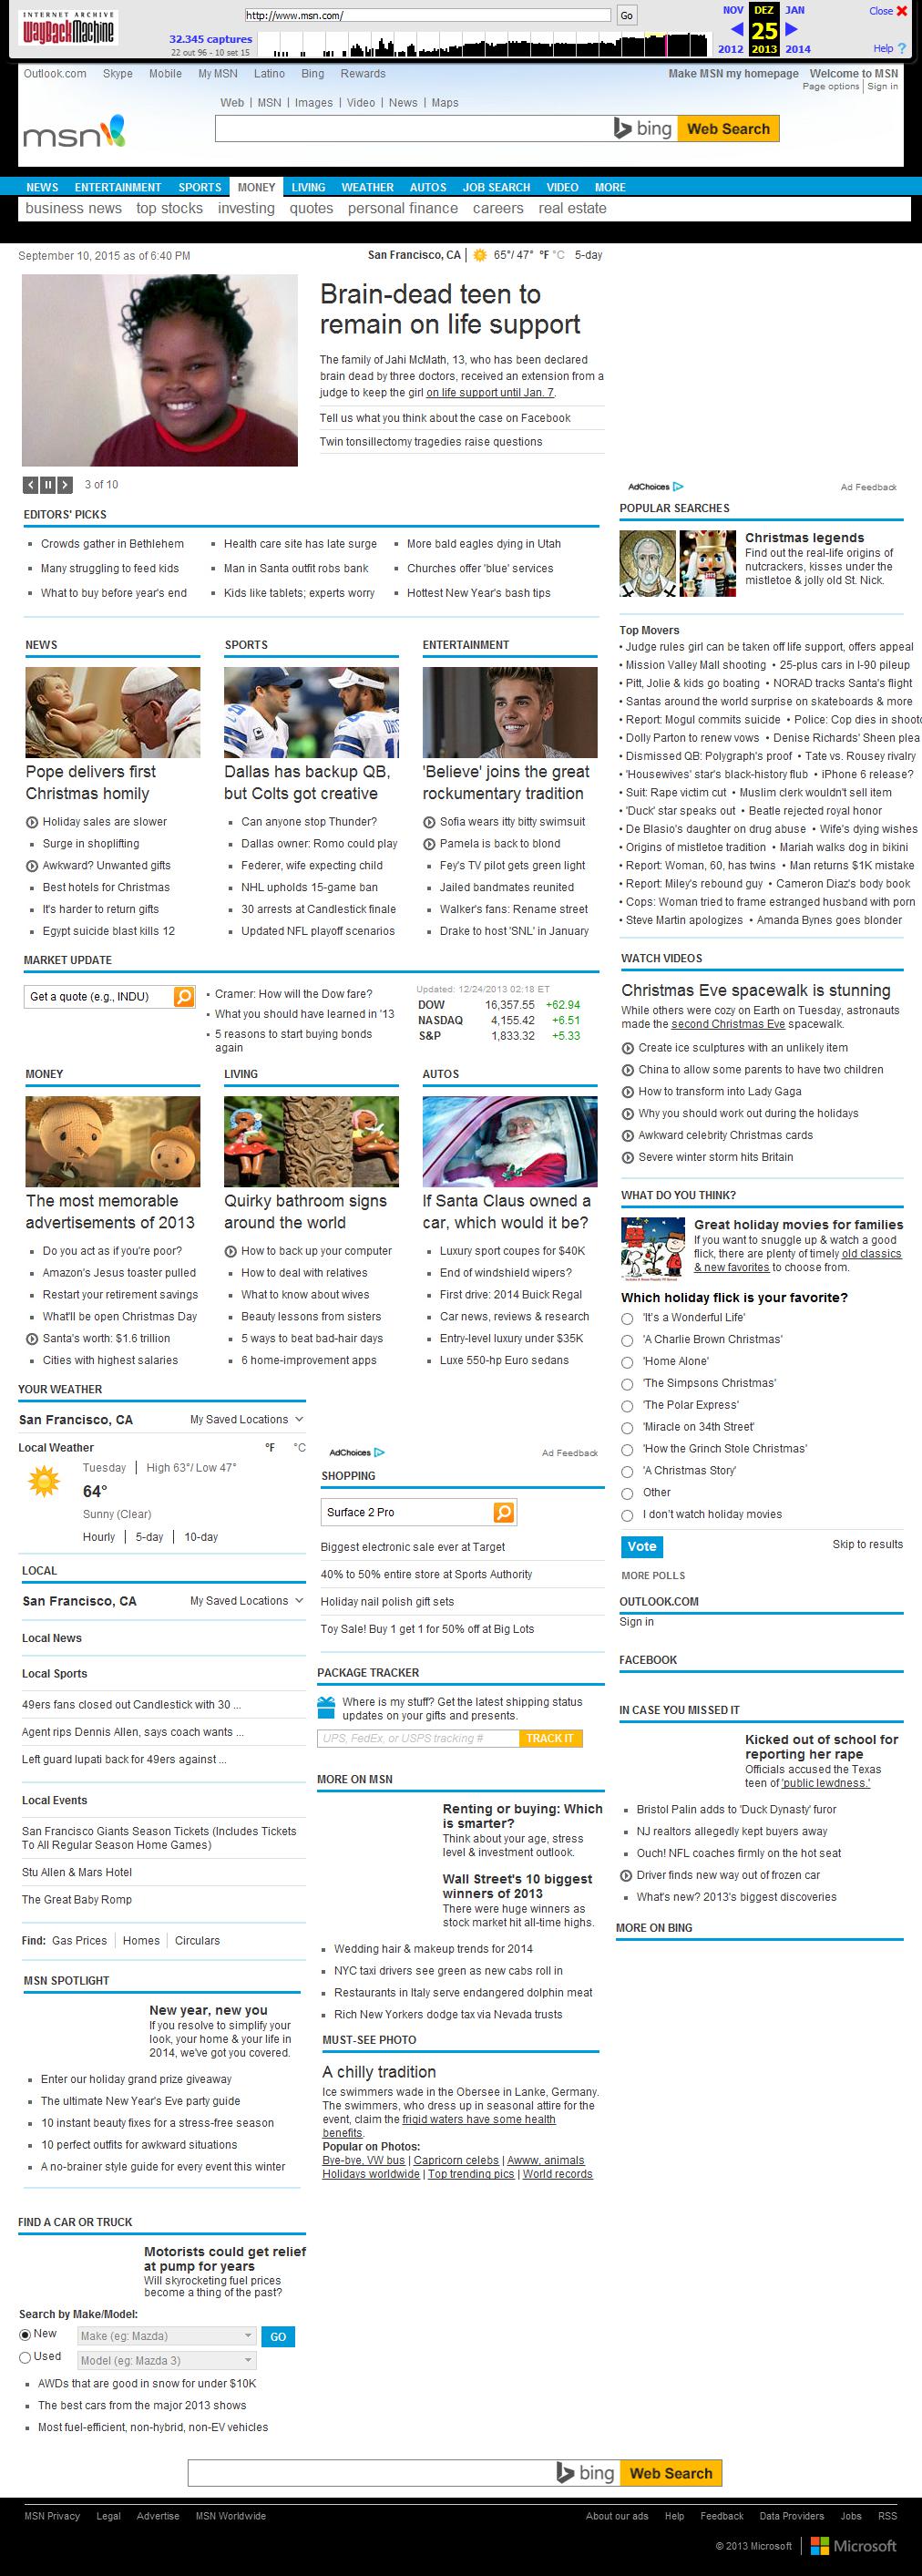 INTERNET ARCHIVE
WayBackMachine
http://www.msn.com/
Go
32.345 captures
22 out 96 - 10 set 15
NOV DEZ JAN
25
2012 2013 2014
Close
Help ?
Outlook.com Skype Mobile My MSN Latino Bing Rewards
Make MSN my homepage Welcome to MSN
Page options | Sign in
Web | MSN | Images | Video | News | Maps
msn
bing Web Search
NEWS ENTERTAINMENT SPORTS MONEY LIVING WEATHER AUTOS JOB SEARCH VIDEO MORE
business news top stocks investing quotes personal finance careers real estate
September 10, 2015 as of 6:40 PM
San Francisco, CA | 65°/ 47° °F °C 5-day
Brain-dead teen to
remain on life support
The family of Jahi McMath, 13, who has been declared
brain dead by three doctors, received an extension from a
judge to keep the girl on life support until Jan. 7.
Tell us what you think about the case on Facebook
Twin tonsillectomy tragedies raise questions
3 of 10
EDITORS' PICKS
Crowds gather in Bethlehem
Many struggling to feed kids
What to buy before year's end
Health care site has late surge
Man in Santa outfit robs bank
Kids like tablets; experts worry
More bald eagles dying in Utah
Churches offer 'blue' services
Hottest New Year's bash tips
NEWS
Pope delivers first
Christmas homily
Holiday sales are slower
Surge in shoplifting
Awkward? Unwanted gifts
Best hotels for Christmas
It's harder to return gifts
Egypt suicide blast kills 12
SPORTS
Dallas has backup QB,
but Colts got creative
Can anyone stop Thunder?
Dallas owner: Romo could play
Federer, wife expecting child
NHL upholds 15-game ban
30 arrests at Candlestick finale
Updated NFL playoff scenarios
ENTERTAINMENT
'Believe' joins the great
rockumentary tradition
Sofia wears itty bitty swimsuit
Pamela is back to blond
Fey's TV pilot gets green light
Jailed bandmates reunited
Walker's fans: Rename street
Drake to host 'SNL' in January
MARKET UPDATE
Get a quote (e.g., INDU)
Cramer: How will the Dow fare?
What you should have learned in '13
5 reasons to start buying bonds
again
Updated: 12/24/2013 02:18 ET
DOW 16,357.55 +62.94
NASDAQ 4,155.42 +6.51
S&P 1,833.32 +5.33
MONEY
The most memorable
advertisements of 2013
Do you act as if you're poor?
Amazon's Jesus toaster pulled
Restart your retirement savings
What'll be open Christmas Day
Santa's worth: $1.6 trillion
Cities with highest salaries
LIVING
Quirky bathroom signs
around the world
How to back up your computer
How to deal with relatives
What to know about wives
Beauty lessons from sisters
5 ways to beat bad-hair days
6 home-improvement apps
AUTOS
If Santa Claus owned a
car, which would it be?
Luxury sport coupes for $40K
End of windshield wipers?
First drive: 2014 Buick Regal
Car news, reviews & research
Entry-level luxury under $35K
Luxe 550-hp Euro sedans
YOUR WEATHER
San Francisco, CA My Saved Locations
Local Weather °F °C
Tuesday | High 63°/ Low 47°
64°
Sunny (Clear)
Hourly | 5-day | 10-day
LOCAL
San Francisco, CA My Saved Locations
Local News
Local Sports
49ers fans closed out Candlestick with 30 ...
Agent rips Dennis Allen, says coach wants ...
Left guard Iupati back for 49ers against ...
Local Events
San Francisco Giants Season Tickets (Includes Tickets
To All Regular Season Home Games)
Stu Allen & Mars Hotel
The Great Baby Romp
Find: Gas Prices | Homes | Circulars
MSN SPOTLIGHT
New year, new you
If you resolve to simplify your
look, your home & your life in
2014, we've got you covered.
Enter our holiday grand prize giveaway
The ultimate New Year's Eve party guide
10 instant beauty fixes for a stress-free season
10 perfect outfits for awkward situations
A no-brainer style guide for every event this winter
FIND A CAR OR TRUCK
Motorists could get relief
at pump for years
Will skyrocketing fuel prices
become a thing of the past?
Search by Make/Model:
New Make (eg: Mazda) GO
Used Model (eg: Mazda 3)
AWDs that are good in snow for under $10K
The best cars from the major 2013 shows
Most fuel-efficient, non-hybrid, non-EV vehicles
AdChoices Ad Feedback
SHOPPING
Surface 2 Pro
Biggest electronic sale ever at Target
40% to 50% entire store at Sports Authority
Holiday nail polish gift sets
Toy Sale! Buy 1 get 1 for 50% off at Big Lots
PACKAGE TRACKER
Where is my stuff? Get the latest shipping status
updates on your gifts and presents.
UPS, FedEx, or USPS tracking # TRACK IT
MORE ON MSN
Renting or buying: Which
is smarter?
Think about your age, stress
level & investment outlook.
Wall Street's 10 biggest
winners of 2013
There were huge winners as
stock market hit all-time highs.
Wedding hair & makeup trends for 2014
NYC taxi drivers see green as new cabs roll in
Restaurants in Italy serve endangered dolphin meat
Rich New Yorkers dodge tax via Nevada trusts
MUST-SEE PHOTO
A chilly tradition
Ice swimmers wade in the Obersee in Lanke, Germany.
The swimmers, who dress up in seasonal attire for the
event, claim the frigid waters have some health
benefits.
Popular on Photos:
Bye-bye, VW bus | Capricorn celebs | Awww, animals
Holidays worldwide | Top trending pics | World records
AdChoices Ad Feedback
POPULAR SEARCHES
Christmas legends
Find out the real-life origins of
nutcrackers, kisses under the
mistletoe & jolly old St. Nick.
Top Movers
Judge rules girl can be taken off life support, offers appeal
Mission Valley Mall shooting • 25-plus cars in I-90 pileup
Pitt, Jolie & kids go boating • NORAD tracks Santa's flight
Santas around the world surprise on skateboards & more
Report: Mogul commits suicide • Police: Cop dies in shoot
Dolly Parton to renew vows • Denise Richards' Sheen plea
Dismissed QB: Polygraph's proof • Tate vs. Rousey rivalry
'Housewives' star's black-history flub • iPhone 6 release?
Suit: Rape victim cut • Muslim clerk wouldn't sell item
'Duck' star speaks out • Beatle rejected royal honor
De Blasio's daughter on drug abuse • Wife's dying wishes
Origins of mistletoe tradition • Mariah walks dog in bikini
Report: Woman, 60, has twins • Man returns $1K mistake
Report: Miley's rebound guy • Cameron Diaz's body book
Cops: Woman tried to frame estranged husband with porn
Steve Martin apologizes • Amanda Bynes goes blonder
WATCH VIDEOS
Christmas Eve spacewalk is stunning
While others were cozy on Earth on Tuesday, astronauts
made the second Christmas Eve spacewalk.
Create ice sculptures with an unlikely item
China to allow some parents to have two children
How to transform into Lady Gaga
Why you should work out during the holidays
Awkward celebrity Christmas cards
Severe winter storm hits Britain
WHAT DO YOU THINK?
Great holiday movies for families
If you want to snuggle up & watch a good
flick, there are plenty of timely old classics
& new favorites to choose from.
Which holiday flick is your favorite?
'It's a Wonderful Life'
'A Charlie Brown Christmas'
'Home Alone'
'The Simpsons Christmas'
'The Polar Express'
'Miracle on 34th Street'
'How the Grinch Stole Christmas'
'A Christmas Story'
Other
I don't watch holiday movies
Vote Skip to results
MORE POLLS
OUTLOOK.COM
Sign in
FACEBOOK
IN CASE YOU MISSED IT
Kicked out of school for
reporting her rape
Officials accused the Texas
teen of 'public lewdness.'
Bristol Palin adds to 'Duck Dynasty' furor
NJ realtors allegedly kept buyers away
Ouch! NFL coaches firmly on the hot seat
Driver finds new way out of frozen car
What's new? 2013's biggest discoveries
MORE ON BING
bing Web Search
MSN Privacy Legal Advertise MSN Worldwide
About our ads Help Feedback Data Providers Jobs RSS
© 2013 Microsoft | Microsoft